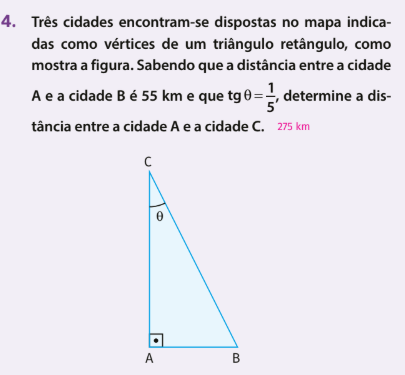 4. Três cidades encontram-se dispostas no mapa indica-
das como vértices de um triângulo retângulo, como
mostra a figura. Sabendo que a distância entre a cidade
A e a cidade B é 55 km e que tg θ = 1/5, determine a dis-
tância entre a cidade A e a cidade C. 275 km
C
θ
A B